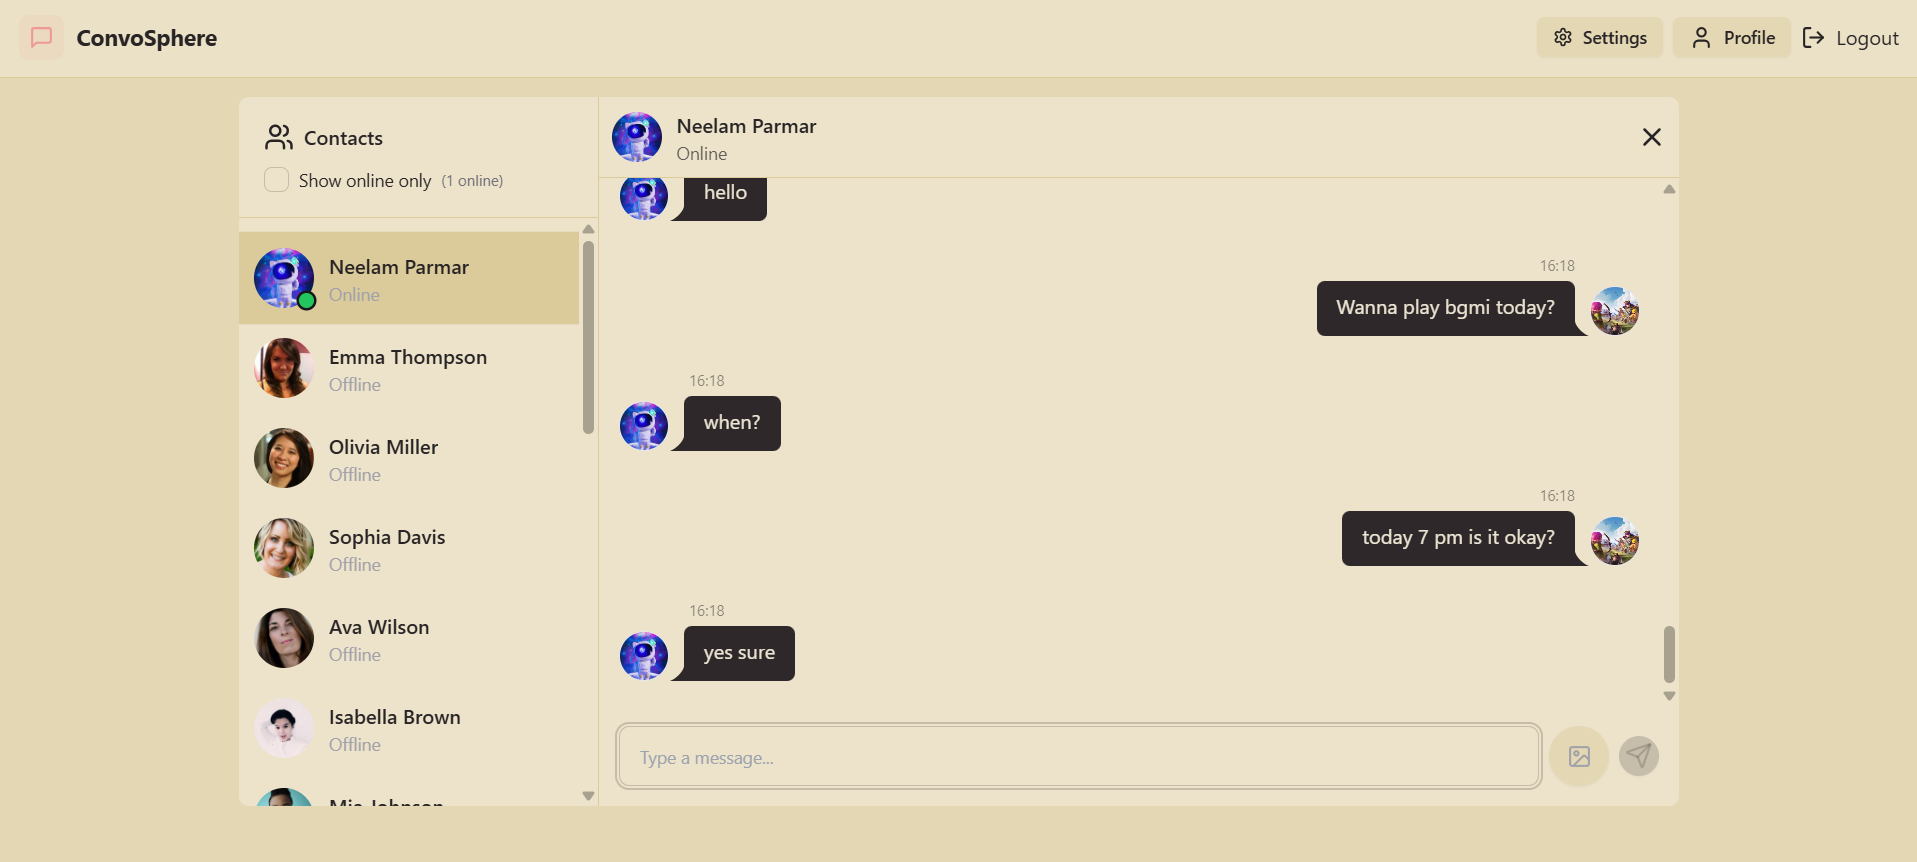 ConvoSphere
Settings
Profile
Logout
Contacts
Show online only (1 online)
Neelam Parmar
Online
Emma Thompson
Offline
Olivia Miller
Offline
Sophia Davis
Offline
Ava Wilson
Offline
Isabella Brown
Offline
Mia Johnson
Neelam Parmar
Online
hello
16:18
Wanna play bgmi today?
16:18
when?
16:18
today 7 pm is it okay?
16:18
yes sure
Type a message...